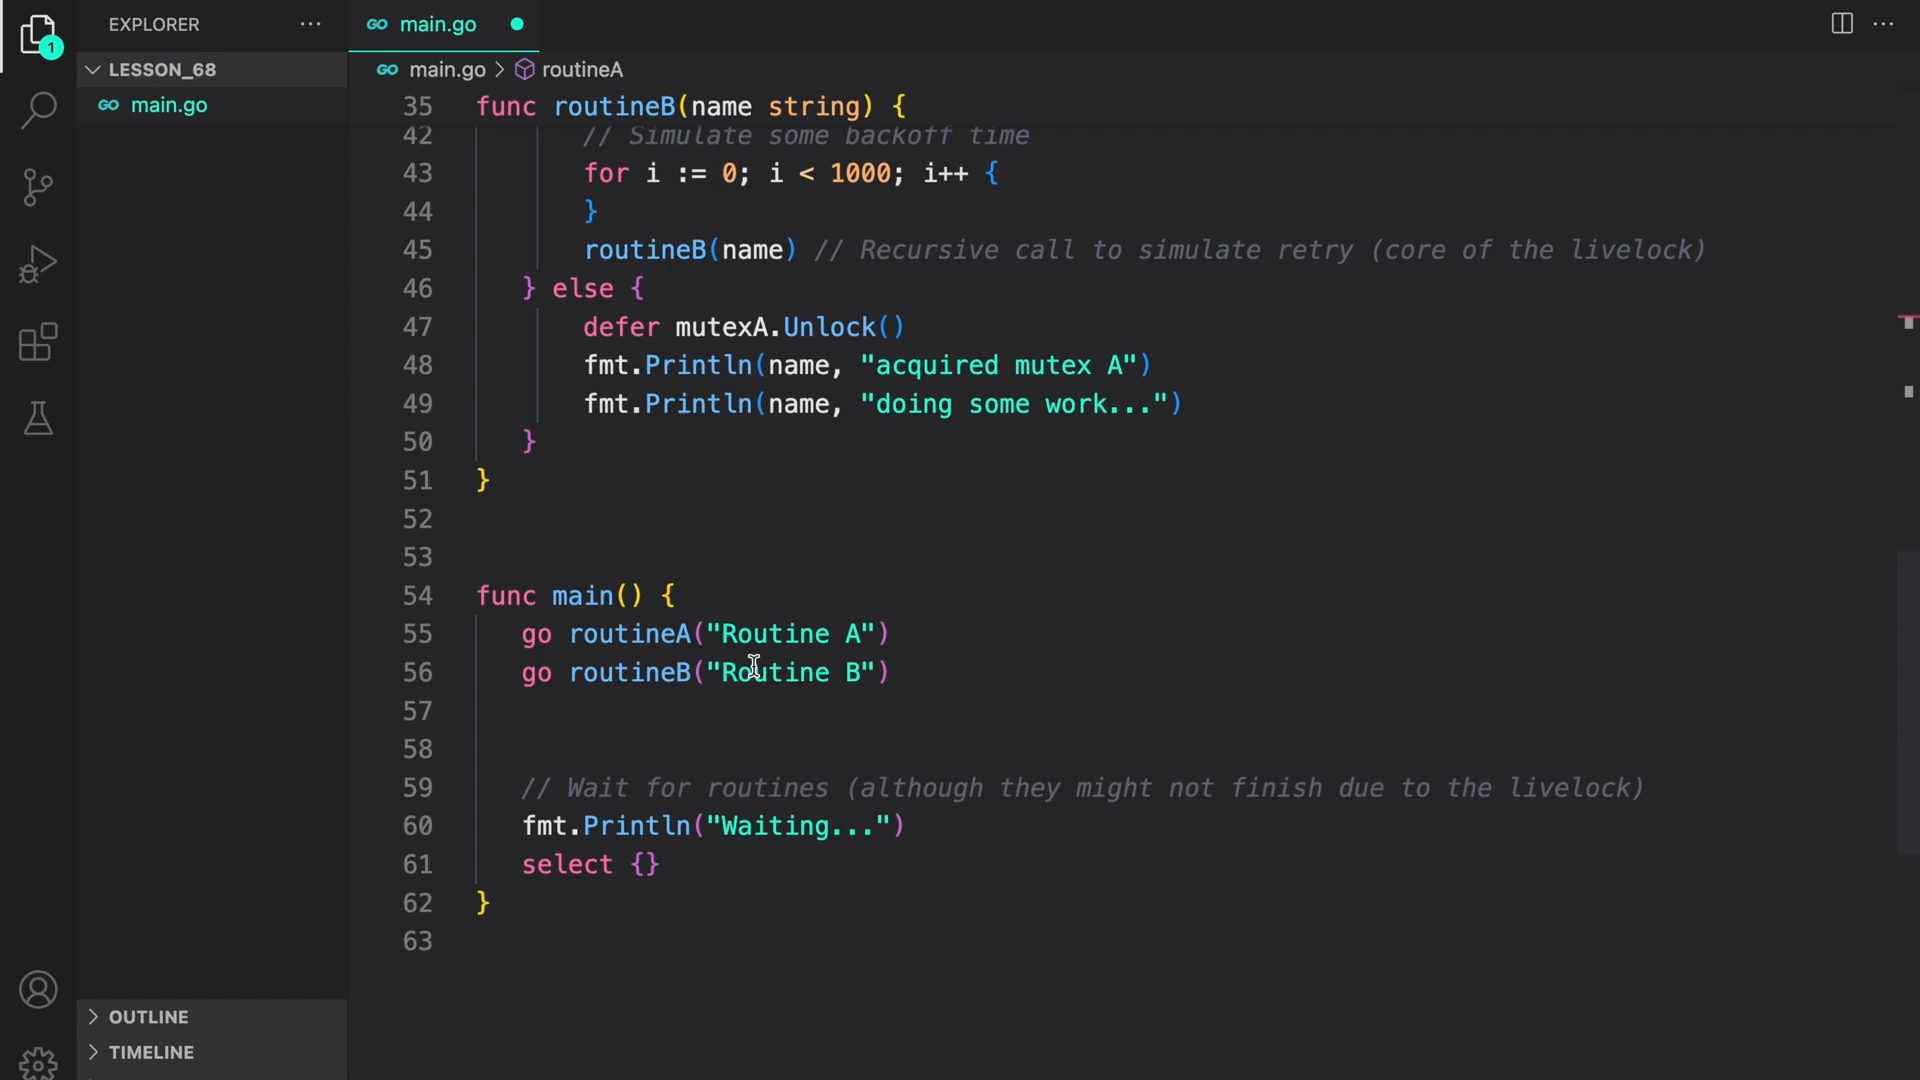 EXPLORER
LESSON_68
main.go
OUTLINE
TIMELINE
1
main.go
main.go > routineA
35 func routineB(name string) {
42 // Simulate some backoff time
43 for i := 0; i < 1000; i++ {
44 }
45 routineB(name) // Recursive call to simulate retry (core of the livelock)
46 } else {
47 defer mutexA.Unlock()
48 fmt.Println(name, "acquired mutex A")
49 fmt.Println(name, "doing some work...")
50 }
51 }
52
53
54 func main() {
55 go routineA("Routine A")
56 go routineB("Routine B")
57
58
59 // Wait for routines (although they might not finish due to the livelock)
60 fmt.Println("Waiting...")
61 select {}
62 }
63